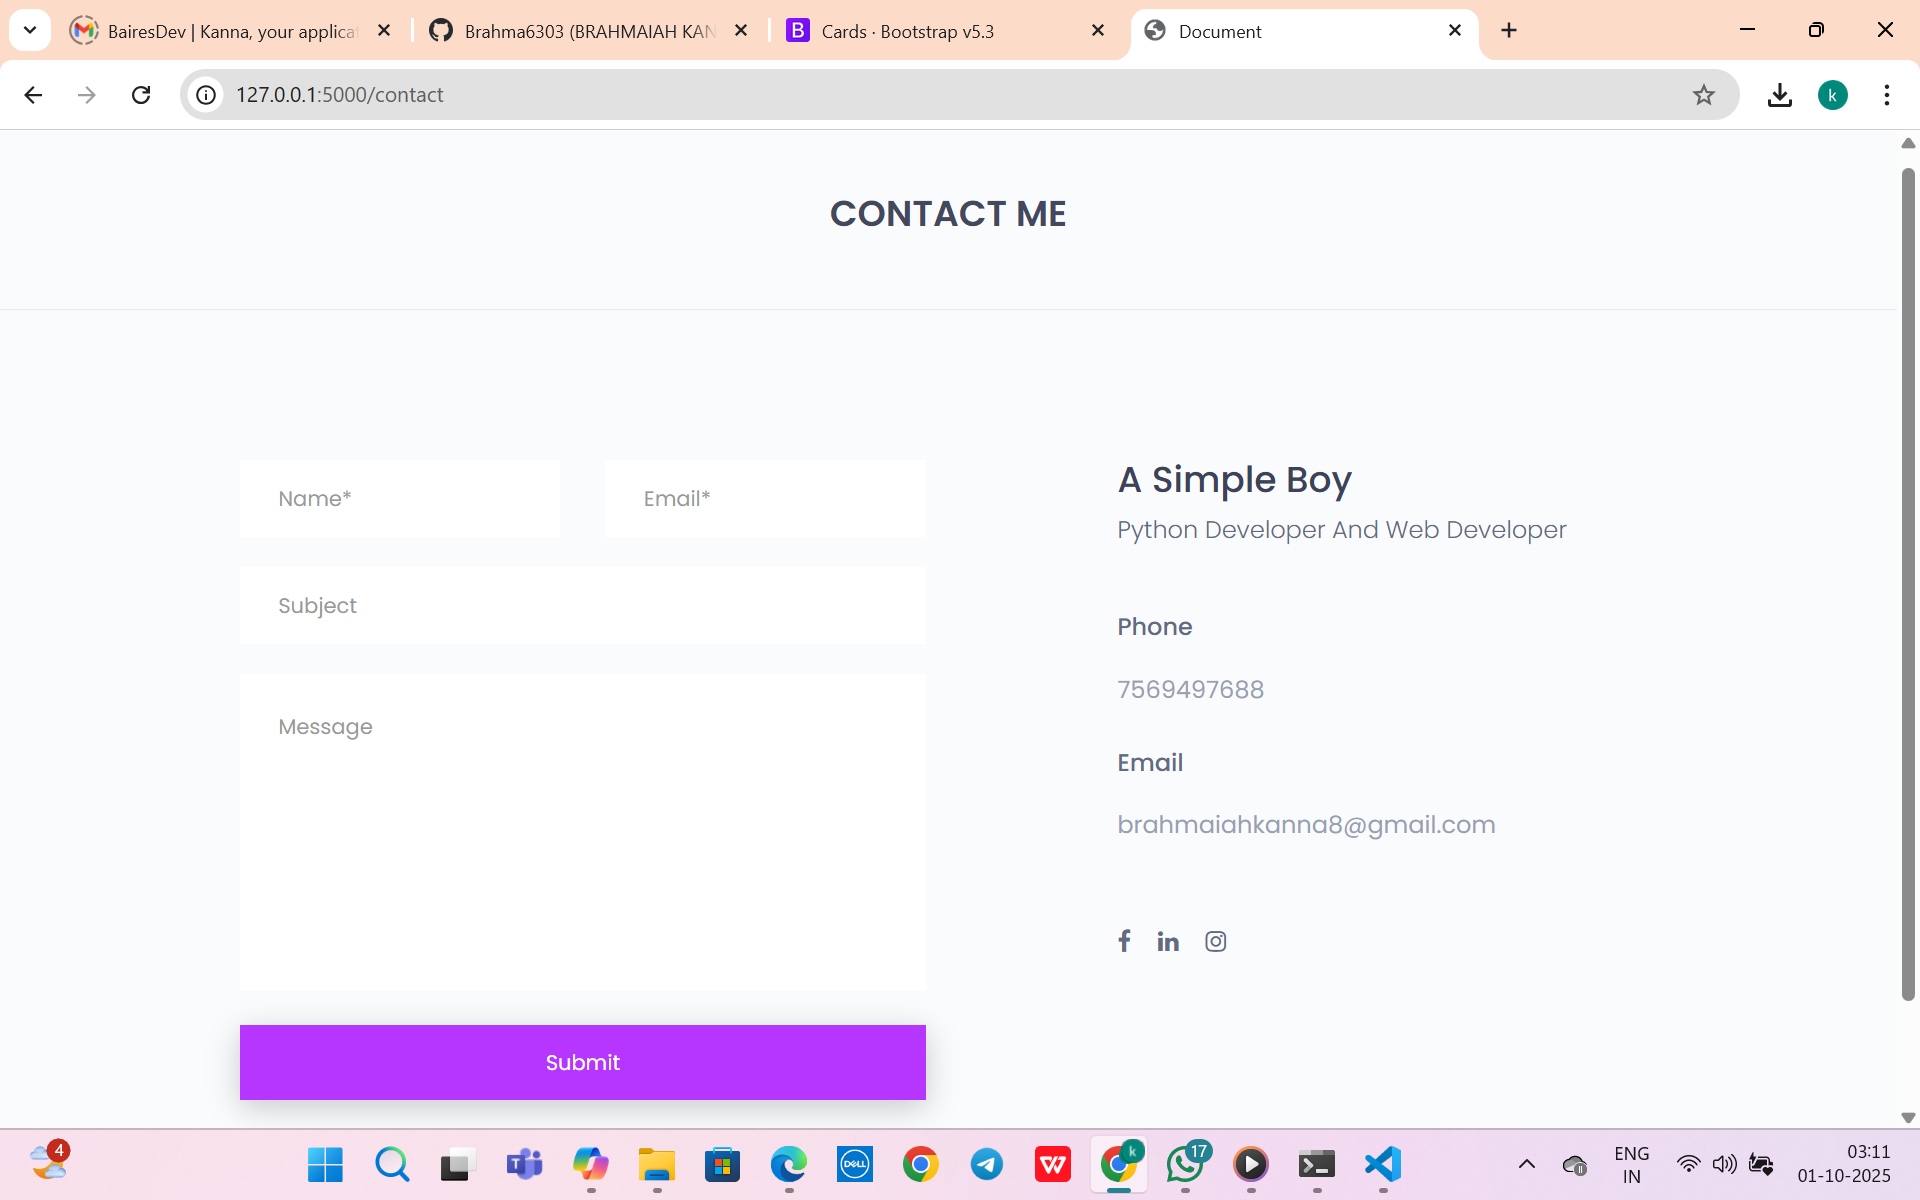 BairesDev | Kanna, your applica
Brahma6303 (BRAHMAIAH KAN
Cards · Bootstrap v5.3
Document
127.0.0.1:5000/contact
k
CONTACT ME
Name*
Email*
Subject
Message
Submit
A Simple Boy
Python Developer And Web Developer
Phone
7569497688
Email
brahmaiahkanna8@gmail.com
4
DELL
k
17
ENG
IN
03:11
01-10-2025